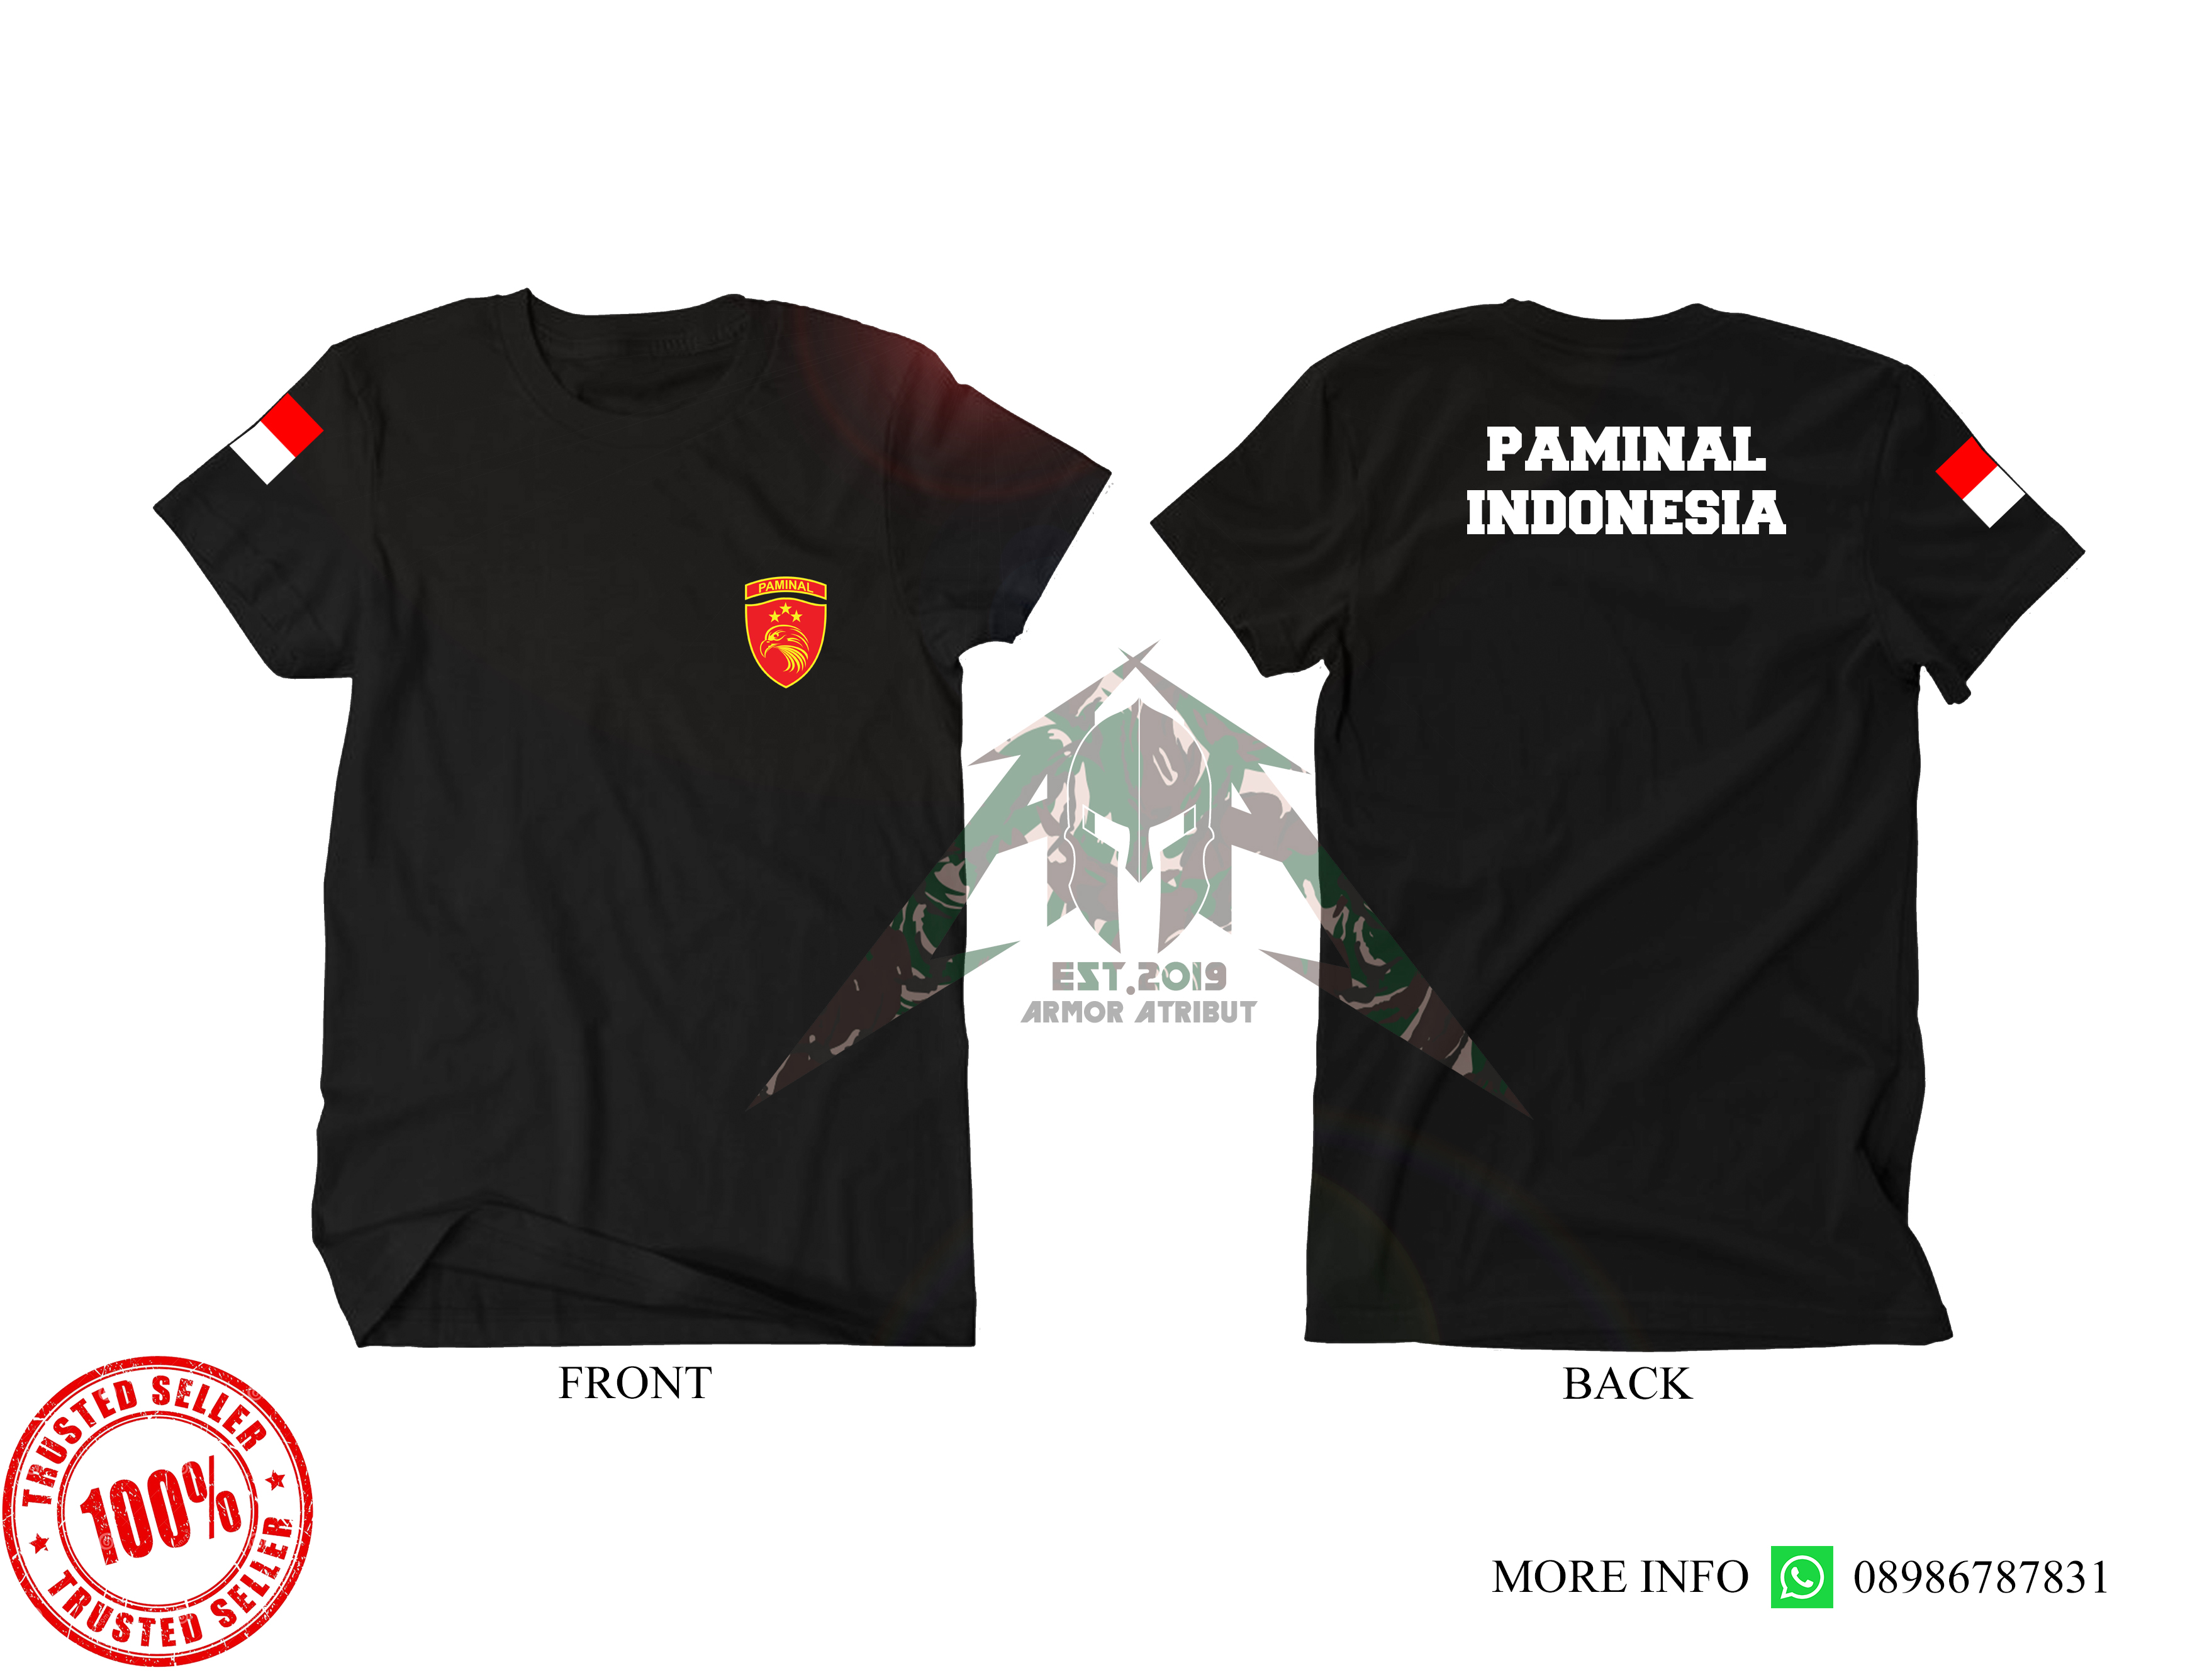 PAMINAL
PAMINAL
INDONESIA
EST.2019
ARMOR ATRIBUT
FRONT
BACK
TRUSTED SELLER
100%
TRUSTED SELLER
MORE INFO 08986787831